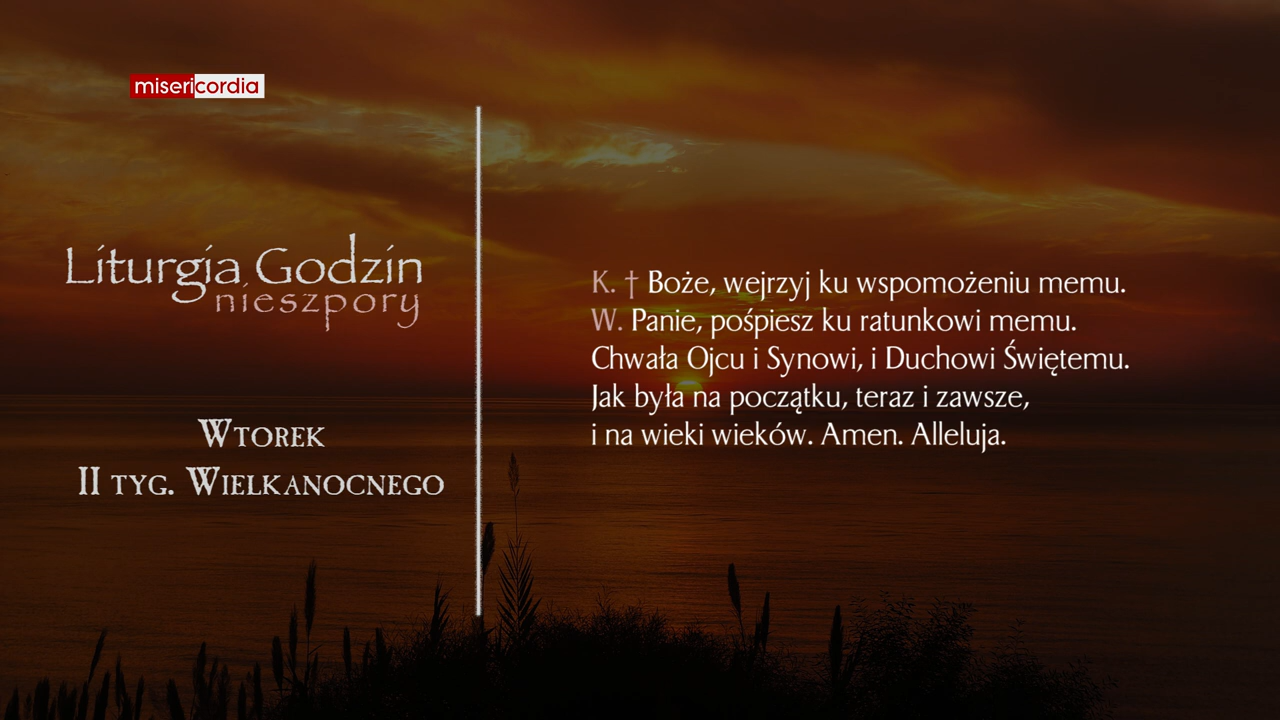 misericordia
Liturgia Godzin
nieszpory
Wtorek
II tyg. Wielkanocnego
K. † Boże, wejrzyj ku wspomożeniu memu.
W. Panie, pośpiesz ku ratunkowi memu.
Chwała Ojcu i Synowi, i Duchowi Świętemu.
Jak była na początku, teraz i zawsze,
i na wieki wieków. Amen. Alleluja.